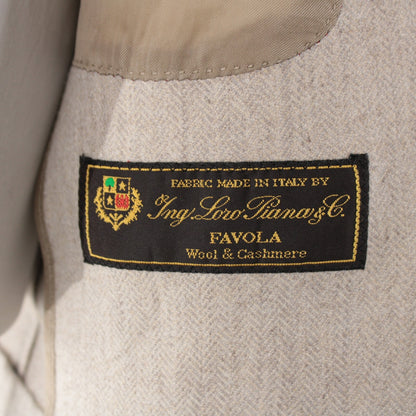 FABRIC MADE IN ITALY BY
Ing. Loro Piana & C.
FAVOLA
Wool & Cashmere